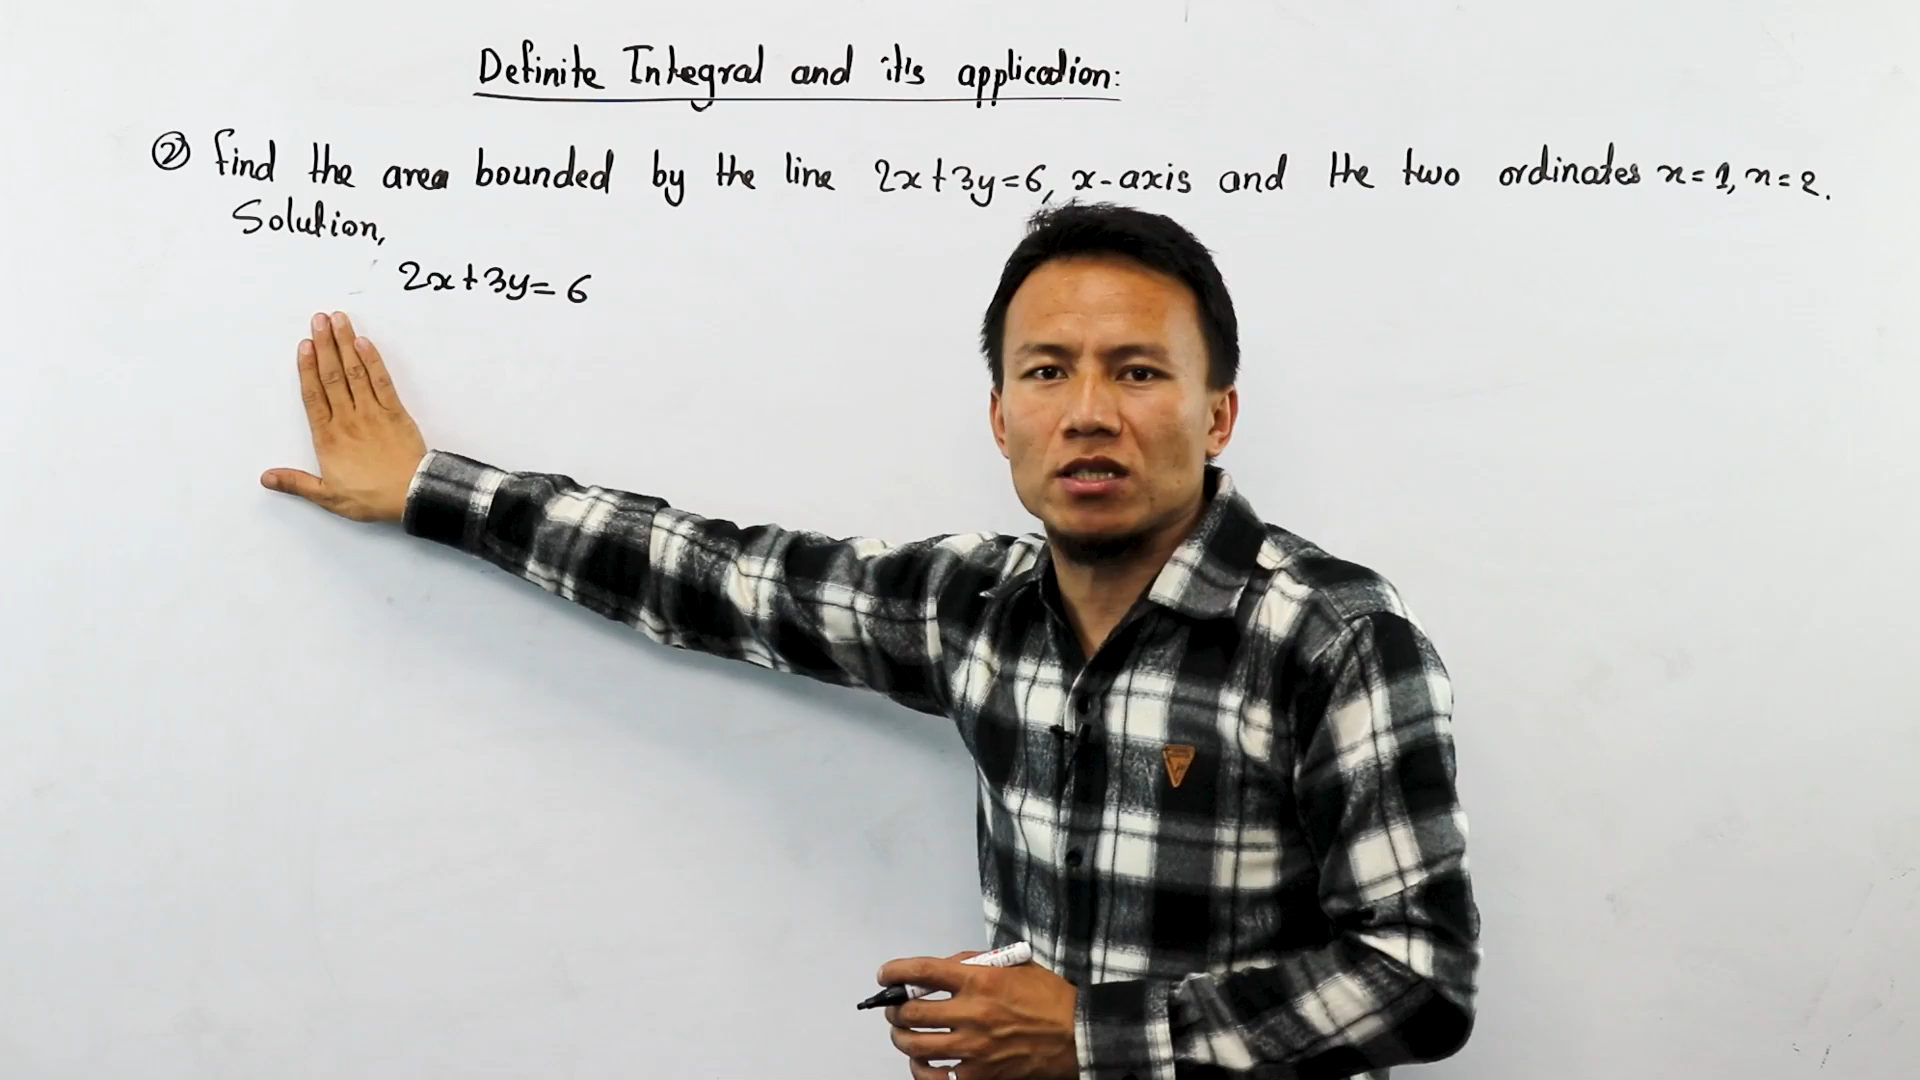 Definite Integral and it's application:
② find the area bounded by the line 2x+3y=6, x-axis and the two ordinates x=1, x=2.
Solution,
2x+3y=6